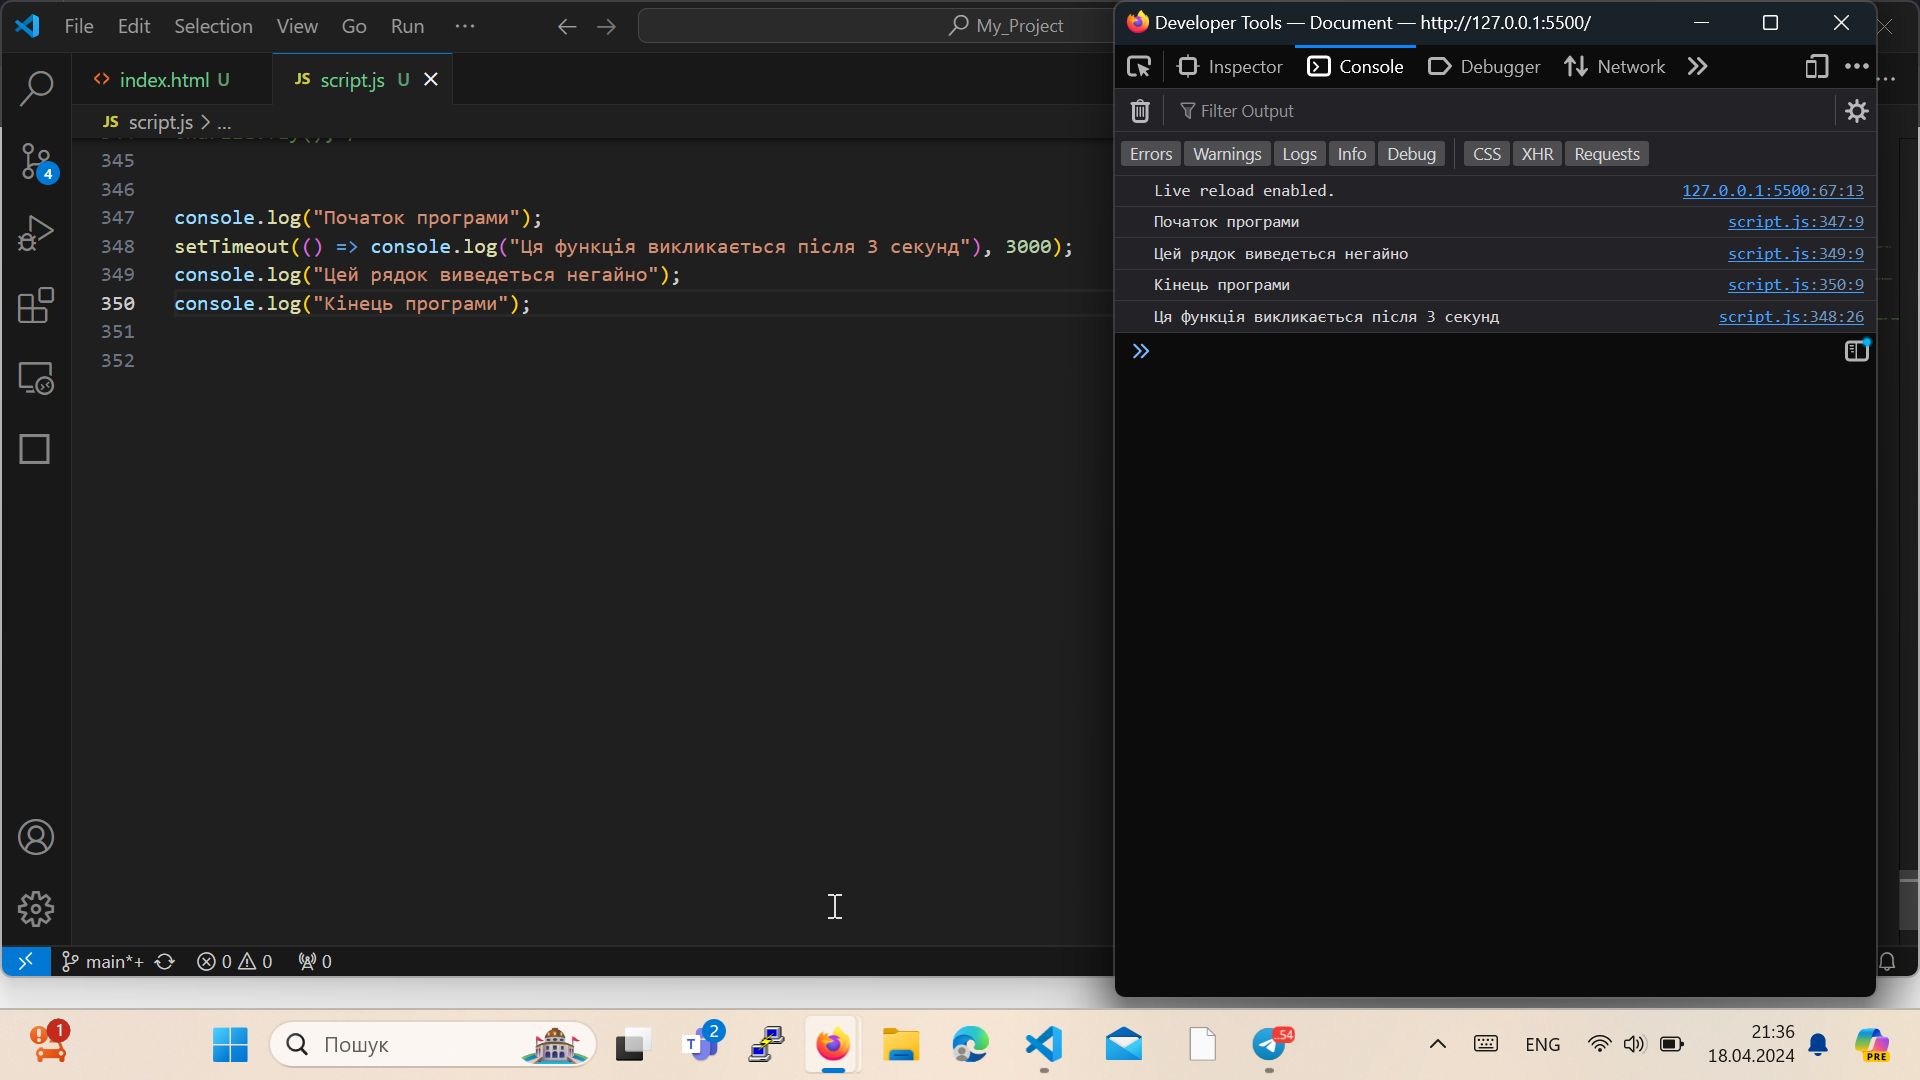 File Edit Selection View Go Run ···
My_Project
index.html U
JS script.js U
JS script.js > ...
345
346
347 console.log("Початок програми");
348 setTimeout(() => console.log("Ця функція викликається після 3 секунд"), 3000);
349 console.log("Цей рядок виведеться негайно");
350 console.log("Кінець програми");
351
352
4
main*+ 0 0 0
Developer Tools — Document — http://127.0.0.1:5500/
Inspector Console Debugger Network
Filter Output
Errors Warnings Logs Info Debug CSS XHR Requests
Live reload enabled. 127.0.0.1:5500:67:13
Початок програми script.js:347:9
Цей рядок виведеться негайно script.js:349:9
Кінець програми script.js:350:9
Ця функція викликається після 3 секунд script.js:348:26
1
Пошук
T 2
54
ENG
21:36
18.04.2024
PRE